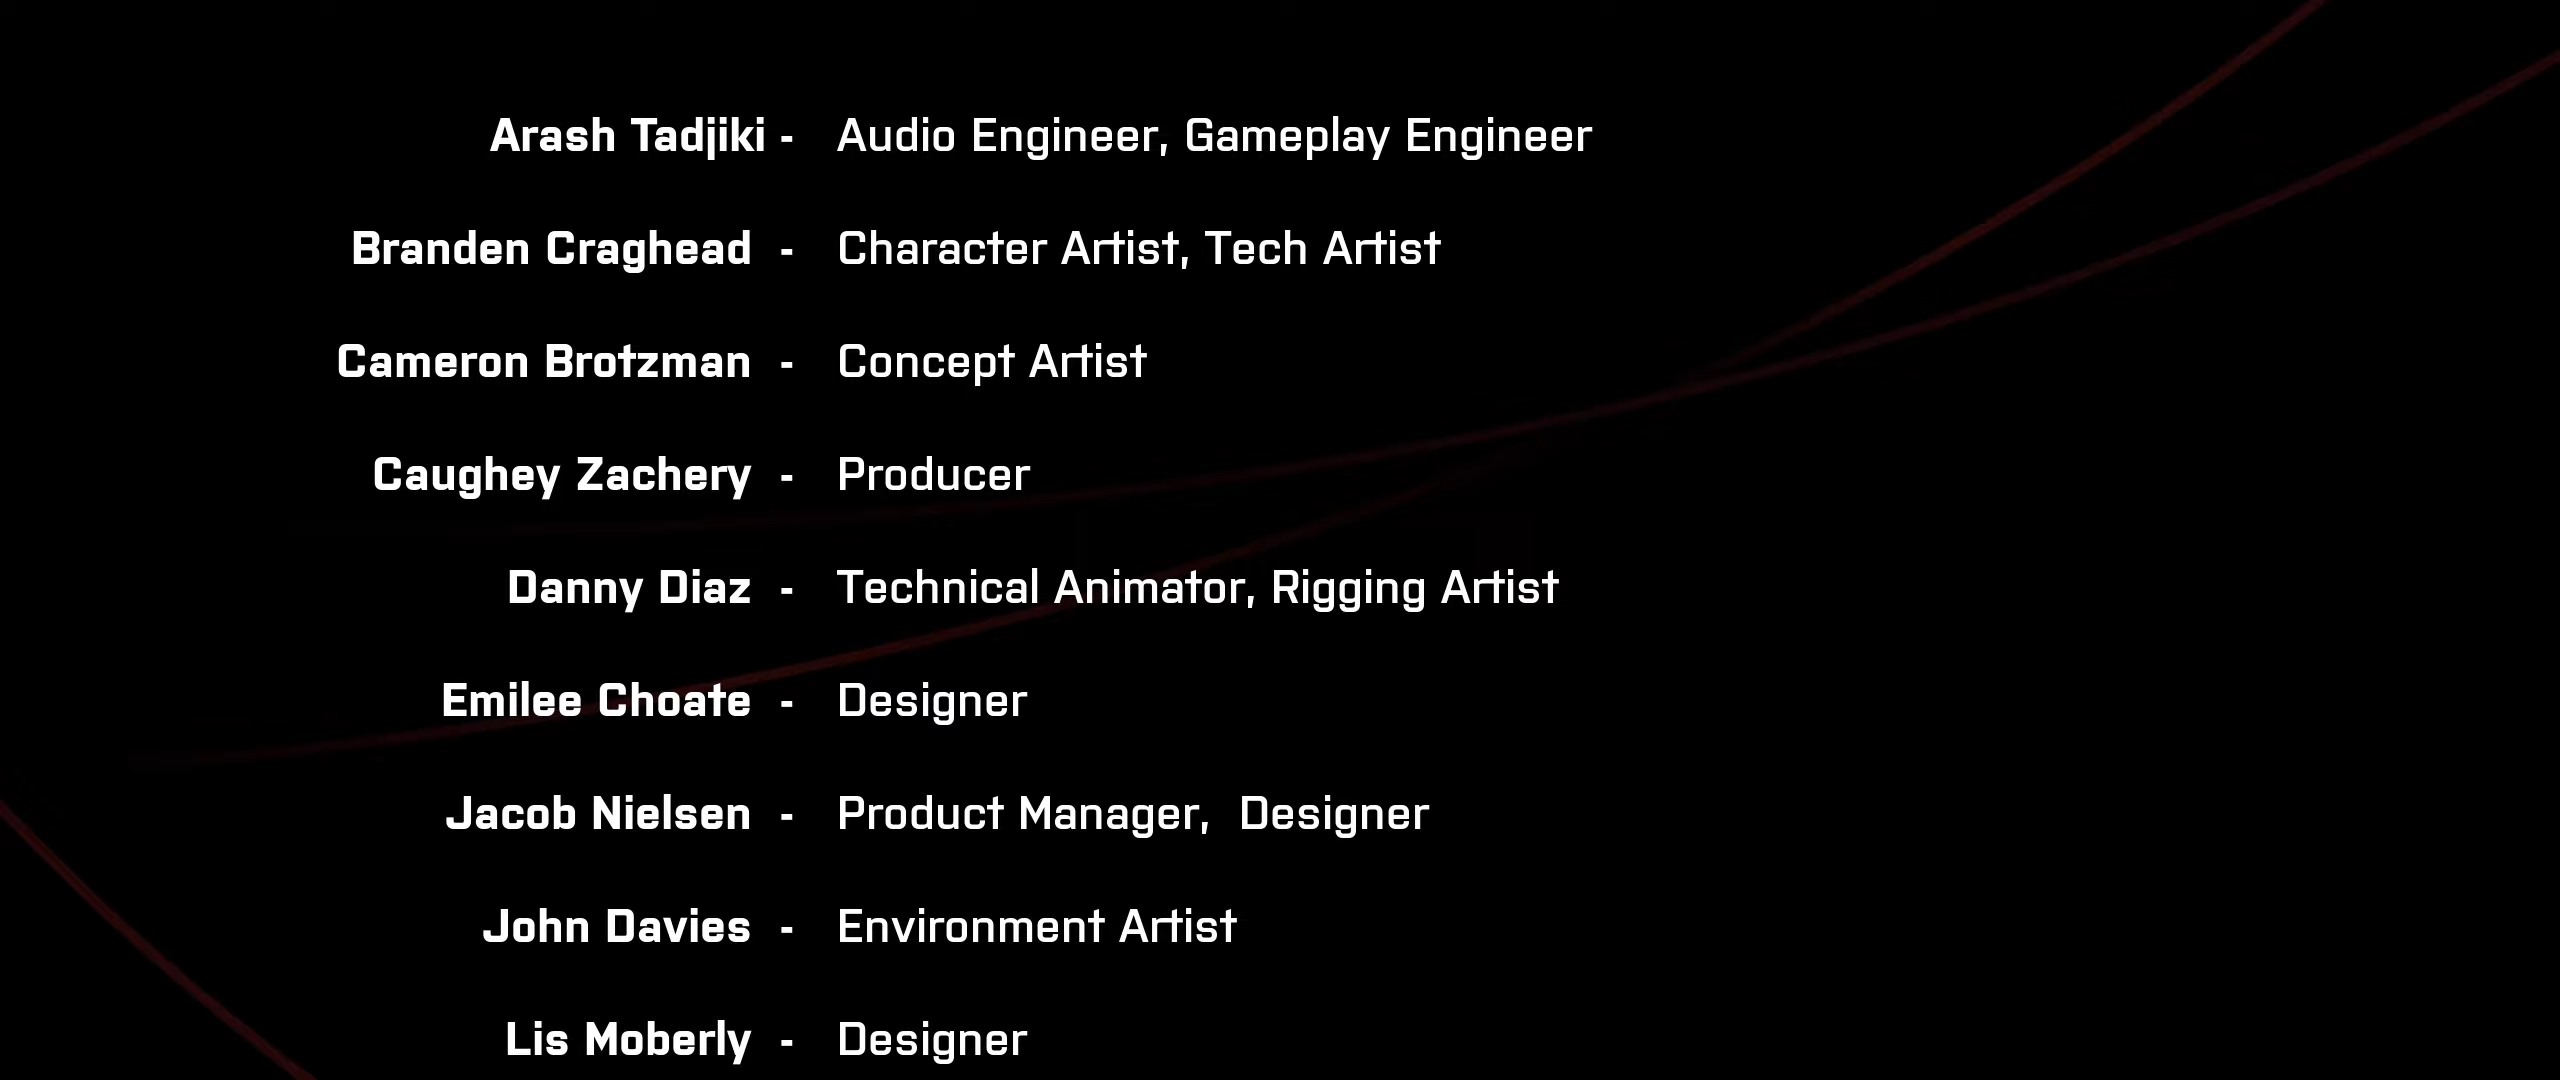 Arash Tadjiki - Audio Engineer, Gameplay Engineer
Branden Craghead - Character Artist, Tech Artist
Cameron Brotzman - Concept Artist
Caughey Zachery - Producer
Danny Diaz - Technical Animator, Rigging Artist
Emilee Choate - Designer
Jacob Nielsen - Product Manager,  Designer
John Davies - Environment Artist
Lis Moberly - Designer